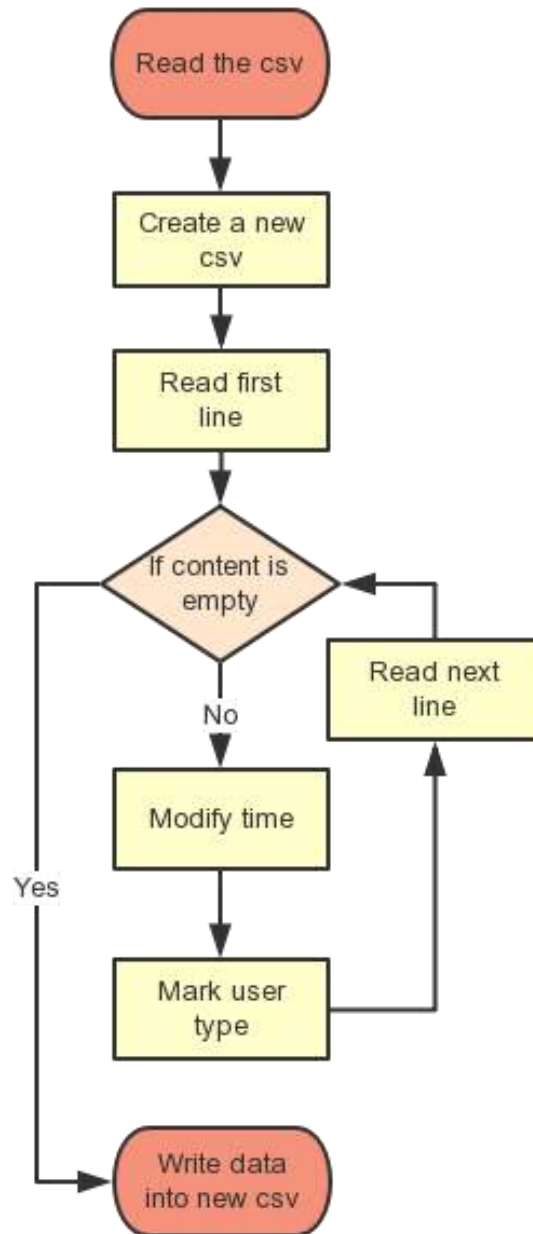 Read the csv
Create a new
csv
Read first
line
If content is
empty
Read next
line
No
Modify time
Yes
Mark user
type
Write data
into new csv